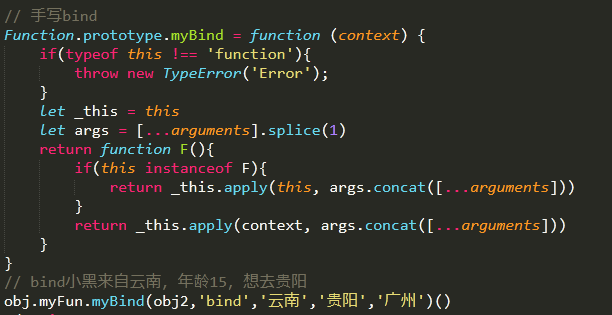 // 手写bind
Function.prototype.myBind = function (context) {
    if(typeof this !== 'function'){
        throw new TypeError('Error');
    }
    let _this = this
    let args = [...arguments].splice(1)
    return function F(){
        if(this instanceof F){
            return _this.apply(this, args.concat([...arguments]))
        }
        return _this.apply(context, args.concat([...arguments]))
    }
}
// bind小黑来自云南, 年龄15, 想去贵阳
obj.myFun.myBind(obj2,'bind','云南','贵阳','广州')()